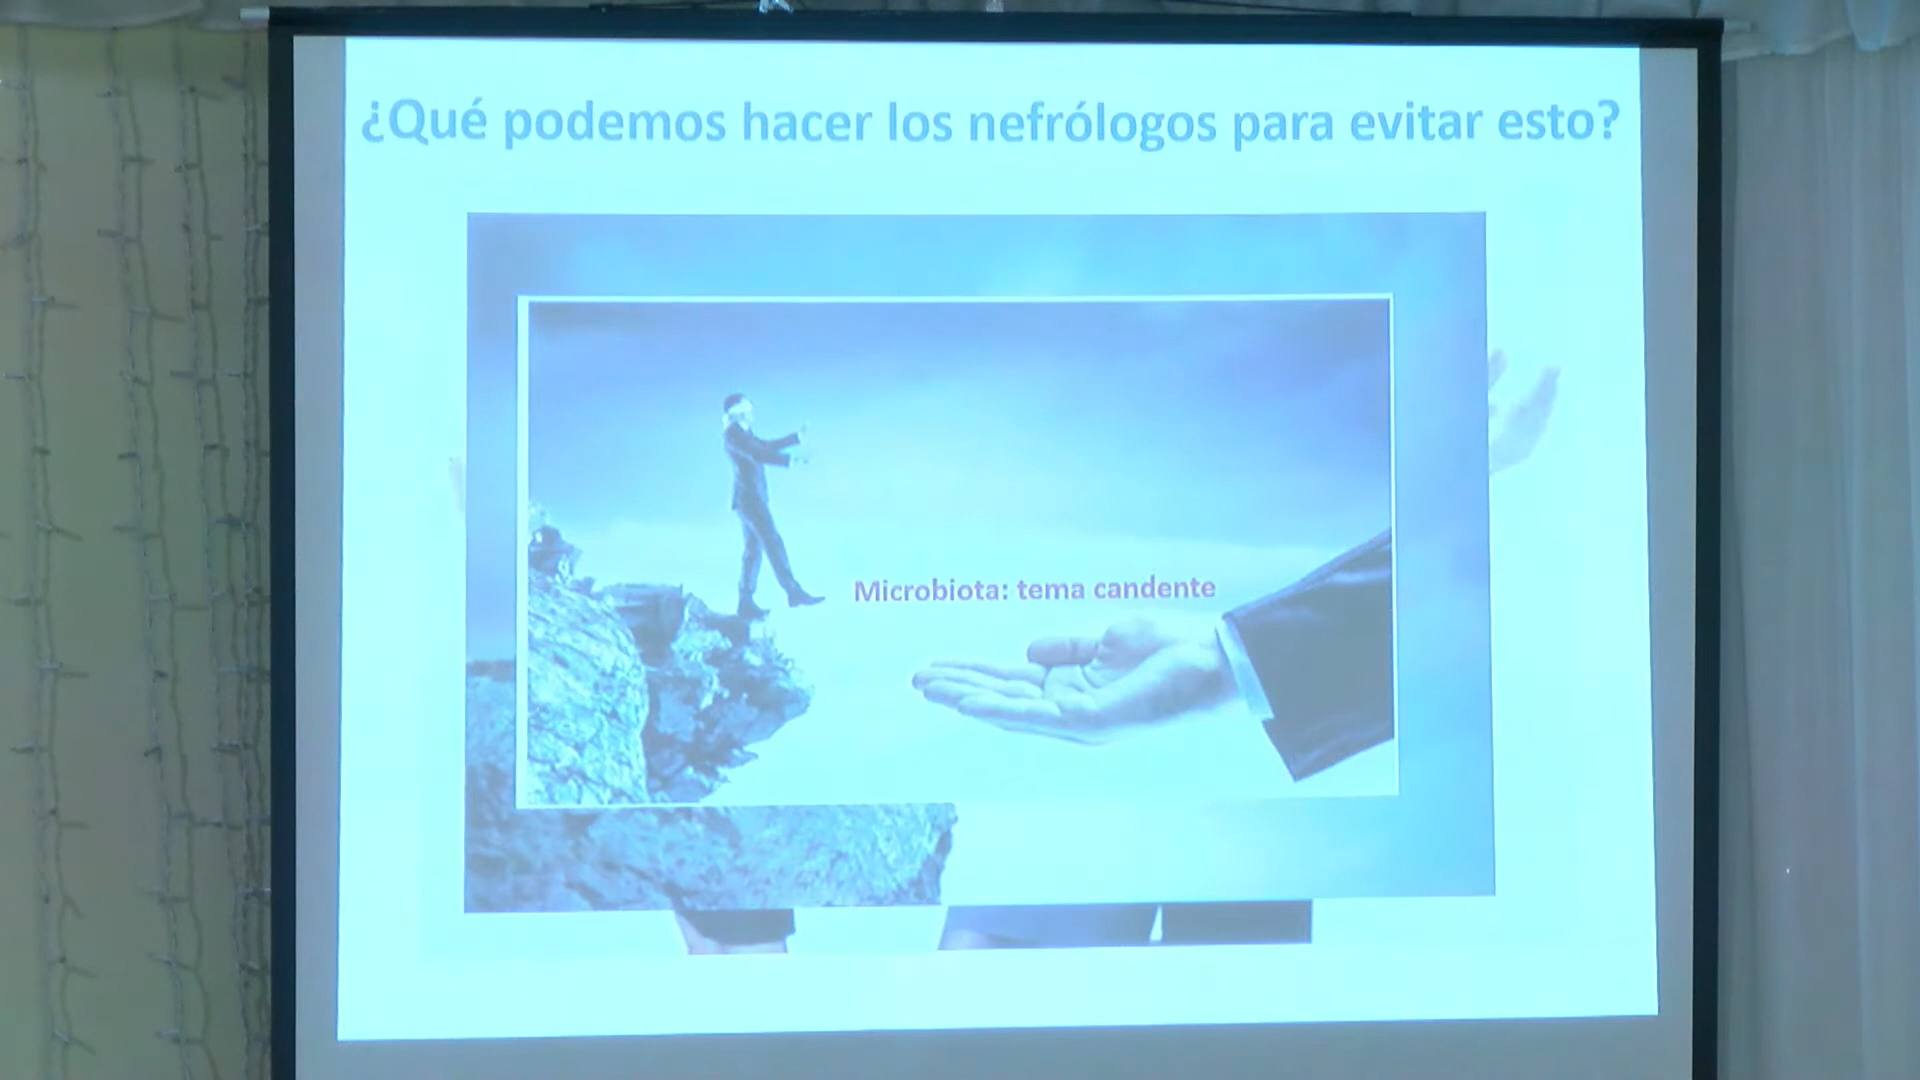 ¿Qué podemos hacer los nefrólogos para evitar esto?
Microbiota: tema candente